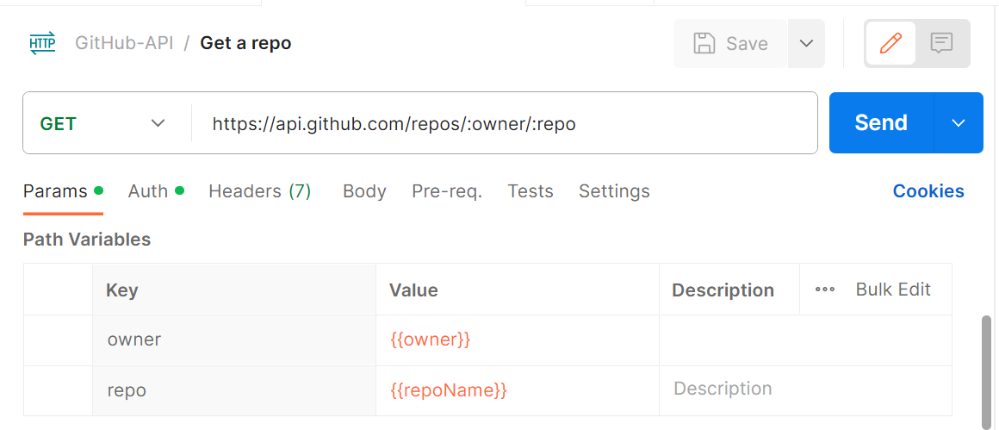 HTTP GitHub-API / Get a repo Save
GET https://api.github.com/repos/:owner/:repo Send
Params Auth Headers (7) Body Pre-req. Tests Settings Cookies
Path Variables
Key Value Description Bulk Edit
owner {{owner}}
repo {{repoName}} Description